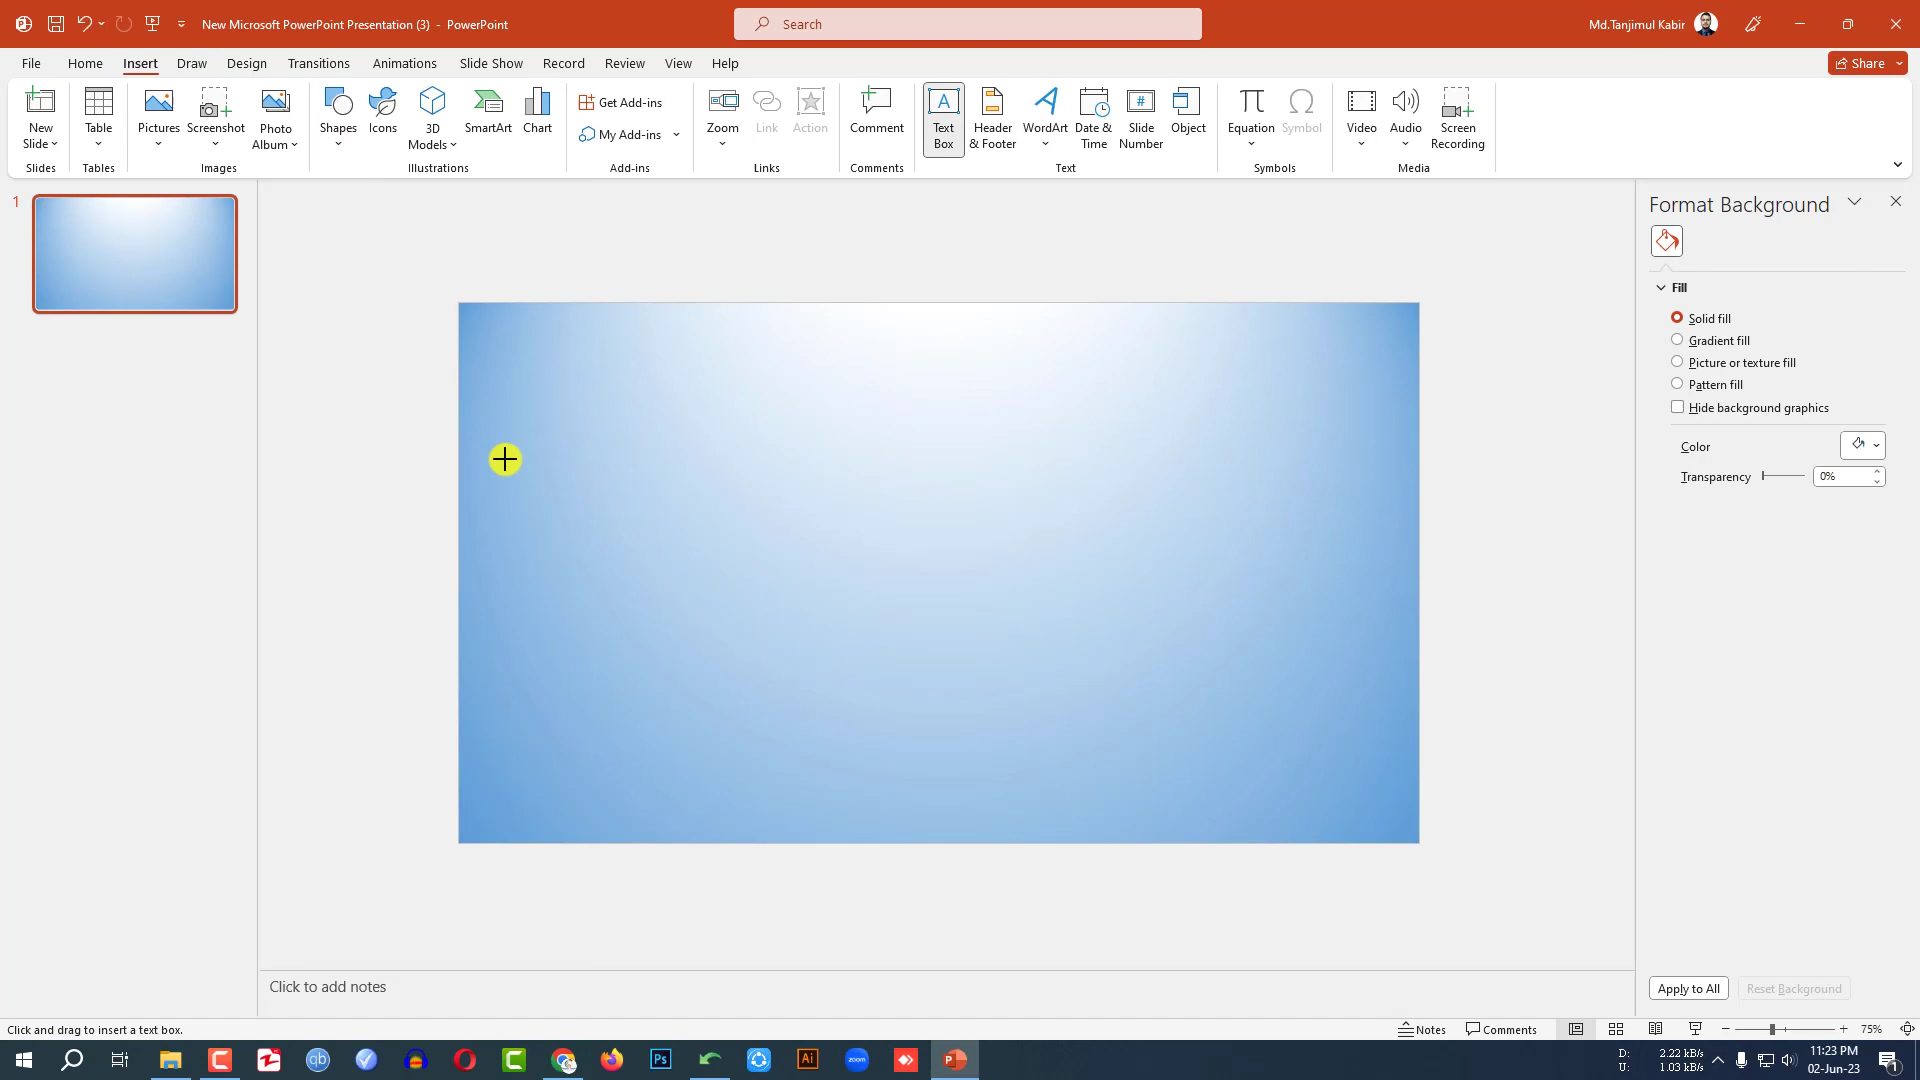 New Microsoft PowerPoint Presentation (3) - PowerPoint
Search
Md.Tanjimul Kabir
File Home Insert Draw Design Transitions Animations Slide Show Record Review View Help
Share
New Slide
Table
Pictures
Screenshot
Photo Album
Shapes
Icons
3D Models
SmartArt
Chart
Get Add-ins
My Add-ins
Zoom
Link
Action
Comment
Text Box
Header & Footer
WordArt
Date & Time
Slide Number
Object
Equation
Symbol
Video
Audio
Screen Recording
Slides Tables Images Illustrations Add-ins Links Comments Text Symbols Media
1
Format Background
Fill
Solid fill
Gradient fill
Picture or texture fill
Pattern fill
Hide background graphics
Color
Transparency 0%
Click to add notes
Apply to All Reset Background
Click and drag to insert a text box.
Notes Comments 75%
qb Ps Ai zoom
D: 2.22 kB/s
U: 1.03 kB/s
11:23 PM
02-Jun-23
1